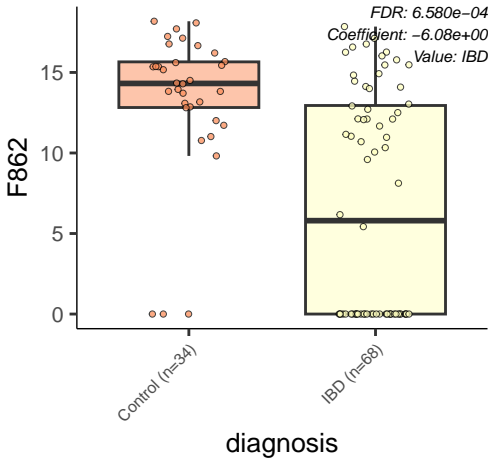 FDR: 6.580e−04
Coefficient: −6.08e+00
Value: IBD
F862
15
10
5
0
Control (n=34)
IBD (n=68)
diagnosis